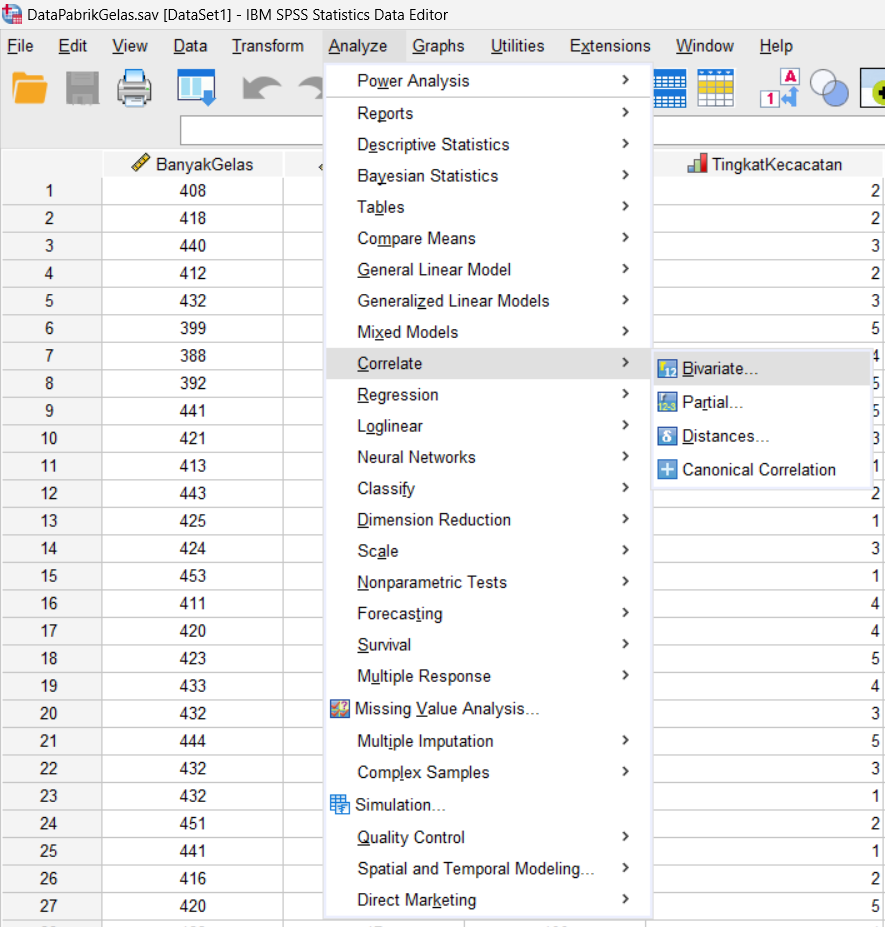 DataPabrikGelas.sav [DataSet1] - IBM SPSS Statistics Data Editor
File Edit View Data Transform Analyze Graphs Utilities Extensions Window Help
Power Analysis
Reports
Descriptive Statistics
Bayesian Statistics
Tables
Compare Means
General Linear Model
Generalized Linear Models
Mixed Models
Correlate
Regression
Loglinear
Neural Networks
Classify
Dimension Reduction
Scale
Nonparametric Tests
Forecasting
Survival
Multiple Response
Missing Value Analysis...
Multiple Imputation
Complex Samples
Simulation...
Quality Control
Spatial and Temporal Modeling...
Direct Marketing
Bivariate...
Partial...
Distances...
Canonical Correlation
BanyakGelas TingkatKecacatan
1 408 2
2 418 2
3 440 3
4 412 2
5 432 3
6 399 5
7 388 4
8 392 5
9 441 5
10 421 3
11 413 1
12 443 2
13 425 1
14 424 3
15 453 1
16 411 4
17 420 4
18 423 5
19 433 4
20 432 3
21 444 5
22 432 3
23 432 1
24 451 2
25 441 1
26 416 2
27 420 5